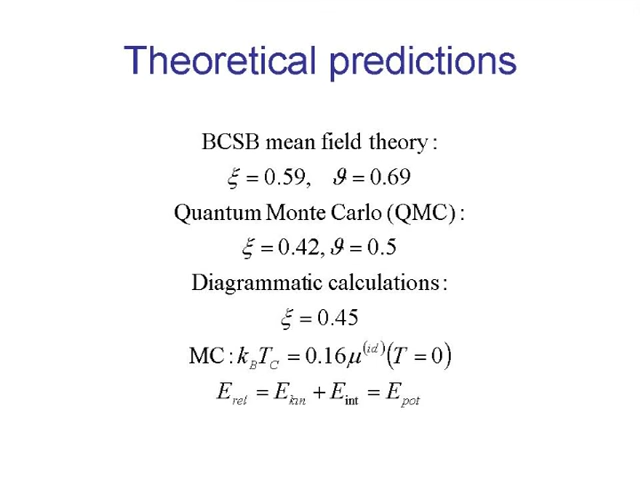 Theoretical predictions
BCSB mean field theory :
ξ = 0.59, ϑ = 0.69
Quantum Monte Carlo (QMC) :
ξ = 0.42, ϑ = 0.5
Diagrammatic calculations :
ξ = 0.45
MC : k_B T_C = 0.16 μ^(id) (T = 0)
E_rel = E_kin + E_int = E_pot